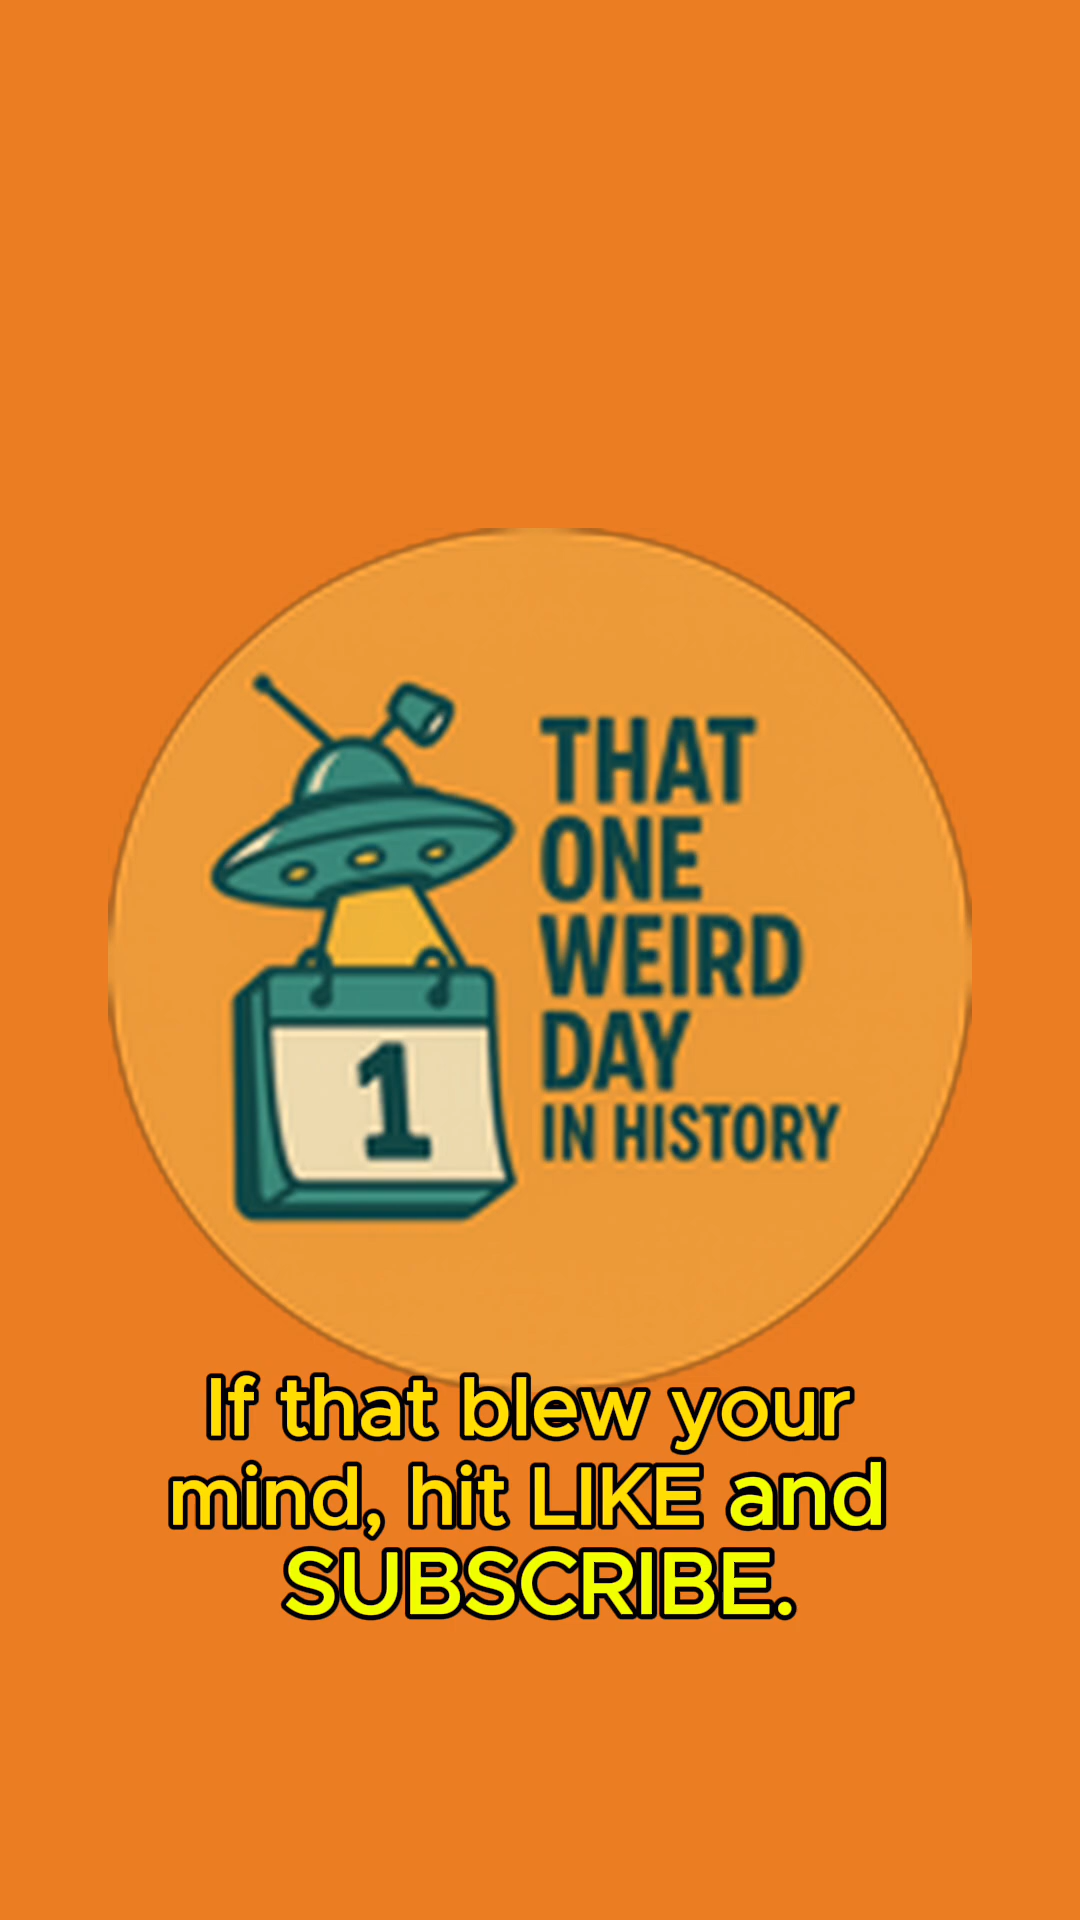 THAT
ONE
WEIRD
DAY
IN HISTORY
1
If that blew your
mind, hit LIKE and
SUBSCRIBE.